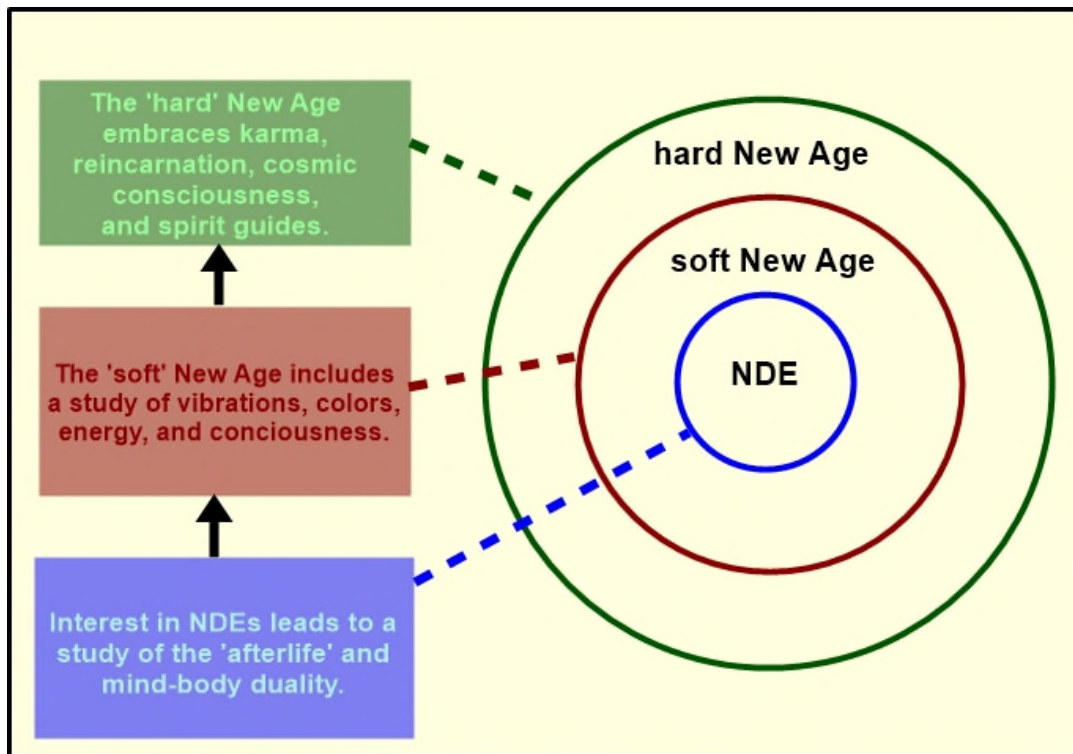 The 'hard' New Age
embraces karma,
reincarnation, cosmic
consciousness,
and spirit guides.
The 'soft' New Age includes
a study of vibrations, colors,
energy, and conciousness.
Interest in NDEs leads to a
study of the 'afterlife' and
mind-body duality.
hard New Age
soft New Age
NDE